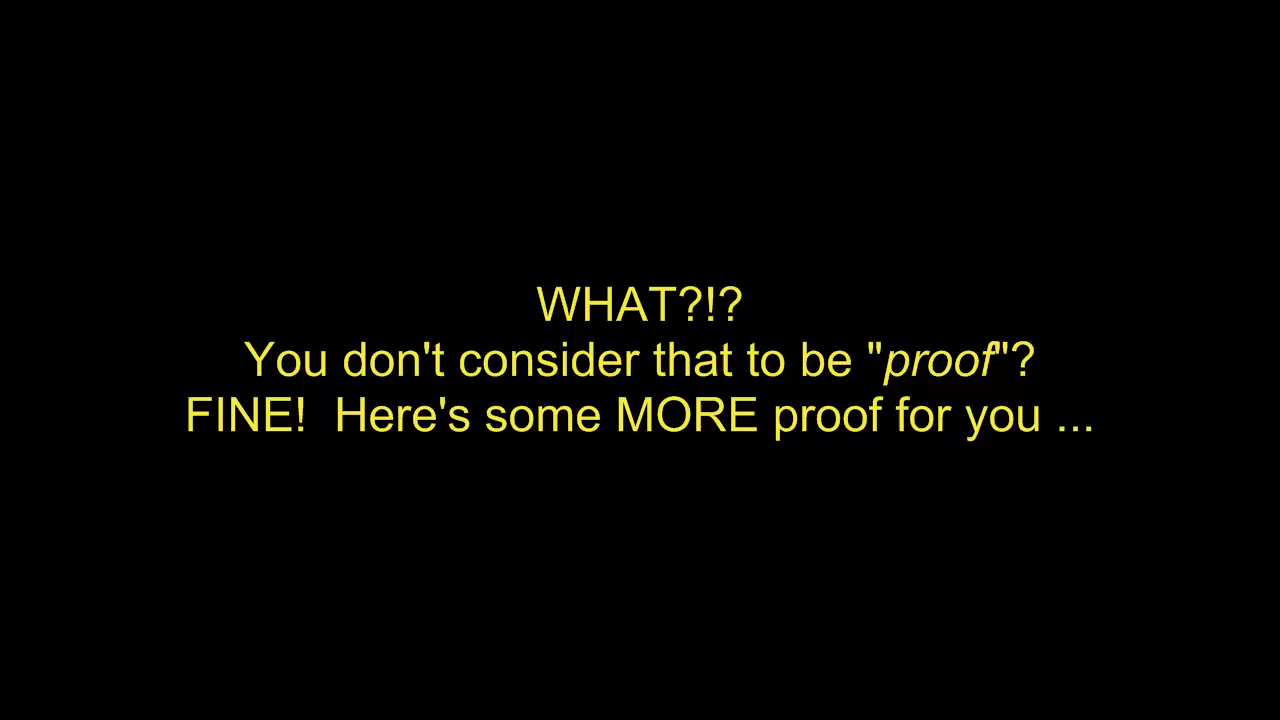 WHAT?!?
You don't consider that to be "proof"?
FINE!  Here's some MORE proof for you ...